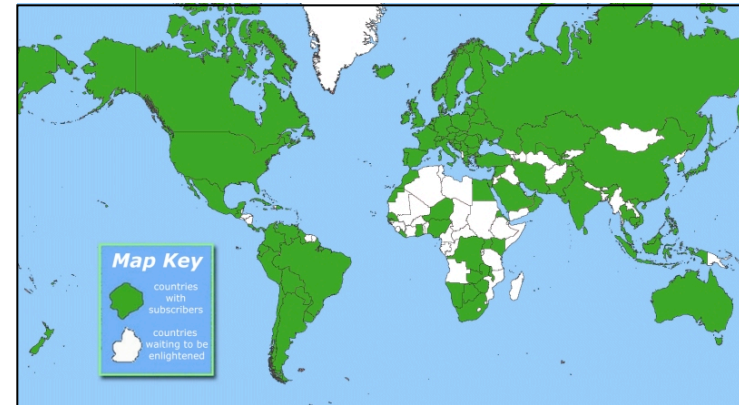 Map Key
countries
with
subscribers
countries
waiting to be
enlightened